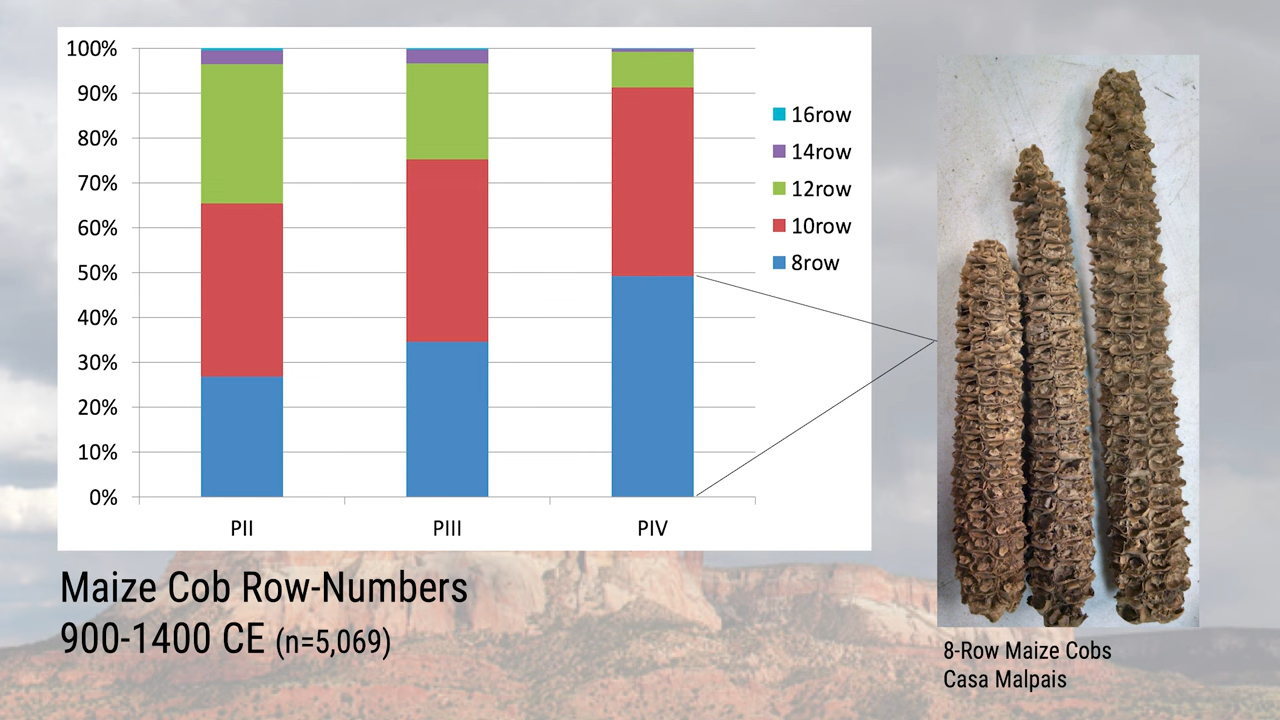 100%
90%
80%
70%
60%
50%
40%
30%
20%
10%
0%
PII
PIII
PIV
16row
14row
12row
10row
8row
Maize Cob Row-Numbers
900-1400 CE (n=5,069)
8-Row Maize Cobs
Casa Malpais